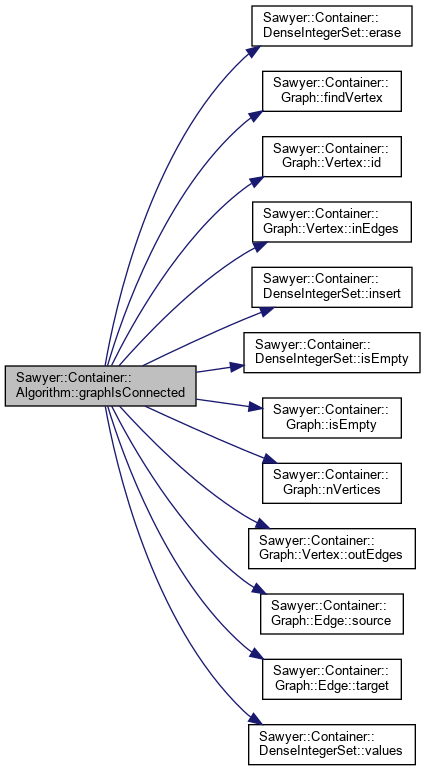 Sawyer::Container::
DenseIntegerSet::erase
Sawyer::Container::
Graph::findVertex
Sawyer::Container::
Graph::Vertex::id
Sawyer::Container::
Graph::Vertex::inEdges
Sawyer::Container::
DenseIntegerSet::insert
Sawyer::Container::
DenseIntegerSet::isEmpty
Sawyer::Container::
Algorithm::graphIsConnected
Sawyer::Container::
Graph::isEmpty
Sawyer::Container::
Graph::nVertices
Sawyer::Container::
Graph::Vertex::outEdges
Sawyer::Container::
Graph::Edge::source
Sawyer::Container::
Graph::Edge::target
Sawyer::Container::
DenseIntegerSet::values